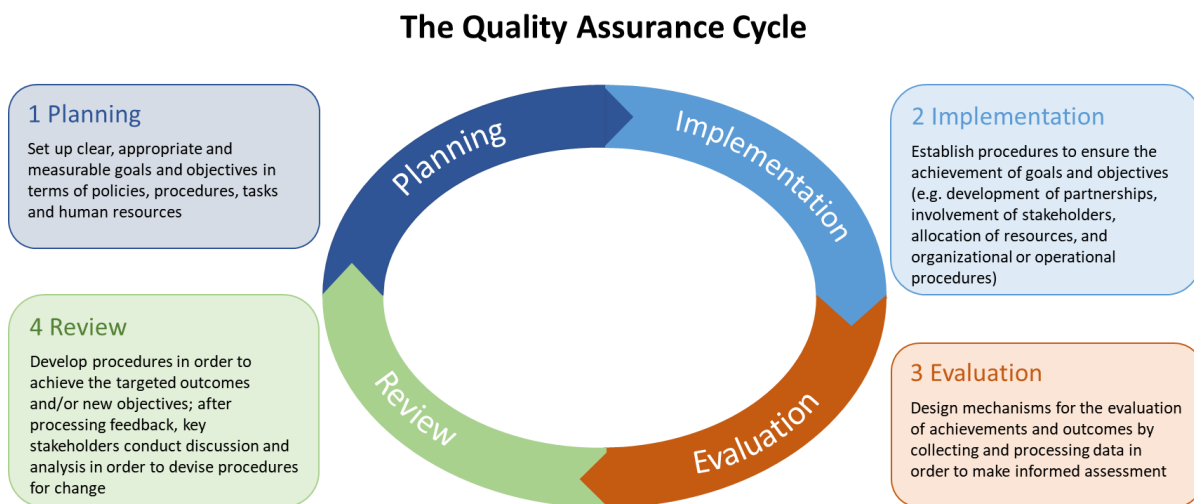 The Quality Assurance Cycle
1 Planning
Set up clear, appropriate and
measurable goals and objectives in
terms of policies, procedures, tasks
and human resources
Planning
Implementation
2 Implementation
Establish procedures to ensure the
achievement of goals and objectives
(e.g. development of partnerships,
involvement of stakeholders,
allocation of resources, and
organizational or operational
procedures)
4 Review
Develop procedures in order to
achieve the targeted outcomes
and/or new objectives; after
processing feedback, key
stakeholders conduct discussion and
analysis in order to devise procedures
for change
Review
Evaluation
3 Evaluation
Design mechanisms for the evaluation
of achievements and outcomes by
collecting and processing data in
order to make informed assessment